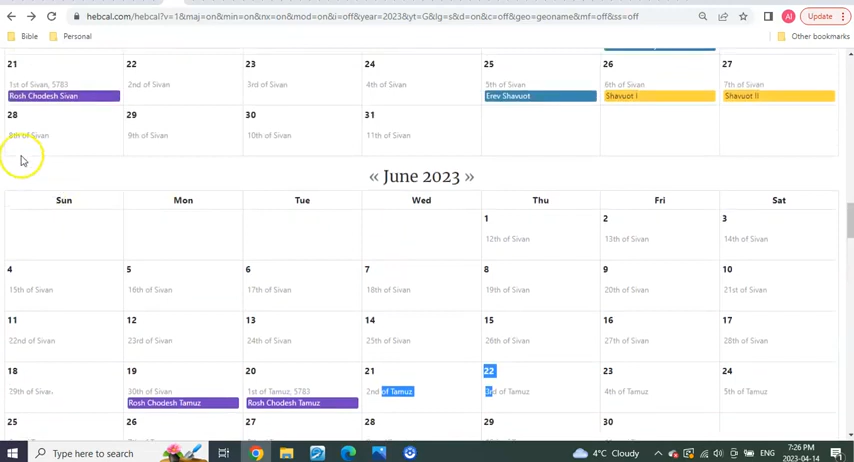 hebcal.com/hebcal?v=1&maj=on&min=on&nx=on&mod=on&i=off&year=2023&yt=G&lg=s&d=on&c=off&geo=geoname&mf=off&ss=off
Update
Bible
Personal
Other bookmarks
21 22 23 24 25 26 27
1st of Sivan, 5783 2nd of Sivan 3rd of Sivan 4th of Sivan 5th of Sivan 6th of Sivan 7th of Sivan
Rosh Chodesh Sivan Erev Shavuot Shavuot I Shavuot II
28 29 30 31
8th of Sivan 9th of Sivan 10th of Sivan 11th of Sivan
« June 2023 »
Sun Mon Tue Wed Thu Fri Sat
1 2 3
12th of Sivan 13th of Sivan 14th of Sivan
4 5 6 7 8 9 10
15th of Sivan 16th of Sivan 17th of Sivan 18th of Sivan 19th of Sivan 20th of Sivan 21st of Sivan
11 12 13 14 15 16 17
22nd of Sivan 23rd of Sivan 24th of Sivan 25th of Sivan 26th of Sivan 27th of Sivan 28th of Sivan
18 19 20 21 22 23 24
29th of Sivan 30th of Sivan 1st of Tamuz, 5783 2nd of Tamuz 3rd of Tamuz 4th of Tamuz 5th of Tamuz
Rosh Chodesh Tamuz Rosh Chodesh Tamuz
25 26 27 28 29 30
Type here to search
4°C Cloudy
ENG
7:26 PM
2023-04-14